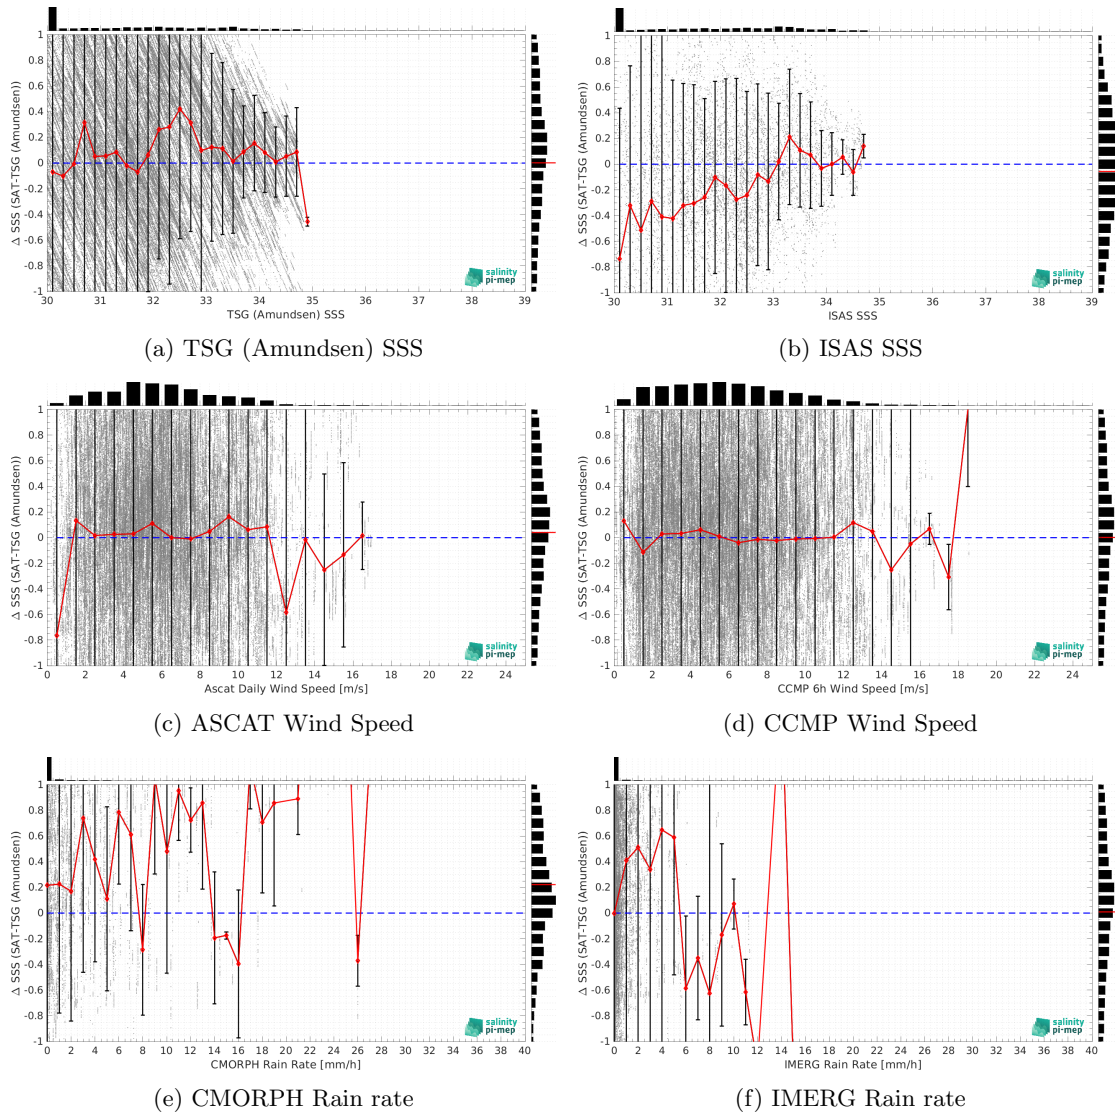 1
0.8
0.6
0.4
0.2
0
-0.2
-0.4
-0.6
-0.8
-1
Δ SSS (SAT-TSG (Amundsen))
salinity
pi-mep
30 31 32 33 34 35 36 37 38 39
TSG (Amundsen) SSS
(a) TSG (Amundsen) SSS
1
0.8
0.6
0.4
0.2
0
-0.2
-0.4
-0.6
-0.8
-1
Δ SSS (SAT-TSG (Amundsen))
salinity
pi-mep
30 31 32 33 34 35 36 37 38 39
ISAS SSS
(b) ISAS SSS
1
0.8
0.6
0.4
0.2
0
-0.2
-0.4
-0.6
-0.8
-1
Δ SSS (SAT-TSG (Amundsen))
salinity
pi-mep
0 2 4 6 8 10 12 14 16 18 20 22 24
Ascat Daily Wind Speed [m/s]
(c) ASCAT Wind Speed
1
0.8
0.6
0.4
0.2
0
-0.2
-0.4
-0.6
-0.8
-1
Δ SSS (SAT-TSG (Amundsen))
salinity
pi-mep
0 2 4 6 8 10 12 14 16 18 20 22 24
CCMP 6h Wind Speed [m/s]
(d) CCMP Wind Speed
1
0.8
0.6
0.4
0.2
0
-0.2
-0.4
-0.6
-0.8
-1
Δ SSS (SAT-TSG (Amundsen))
salinity
pi-mep
0 2 4 6 8 10 12 14 16 18 20 22 24 26 28 30 32 34 36 38 40
CMORPH Rain Rate [mm/h]
(e) CMORPH Rain rate
1
0.8
0.6
0.4
0.2
0
-0.2
-0.4
-0.6
-0.8
-1
Δ SSS (SAT-TSG (Amundsen))
salinity
pi-mep
0 2 4 6 8 10 12 14 16 18 20 22 24 26 28 30 32 34 36 38 40
IMERG Rain Rate [mm/h]
(f) IMERG Rain rate